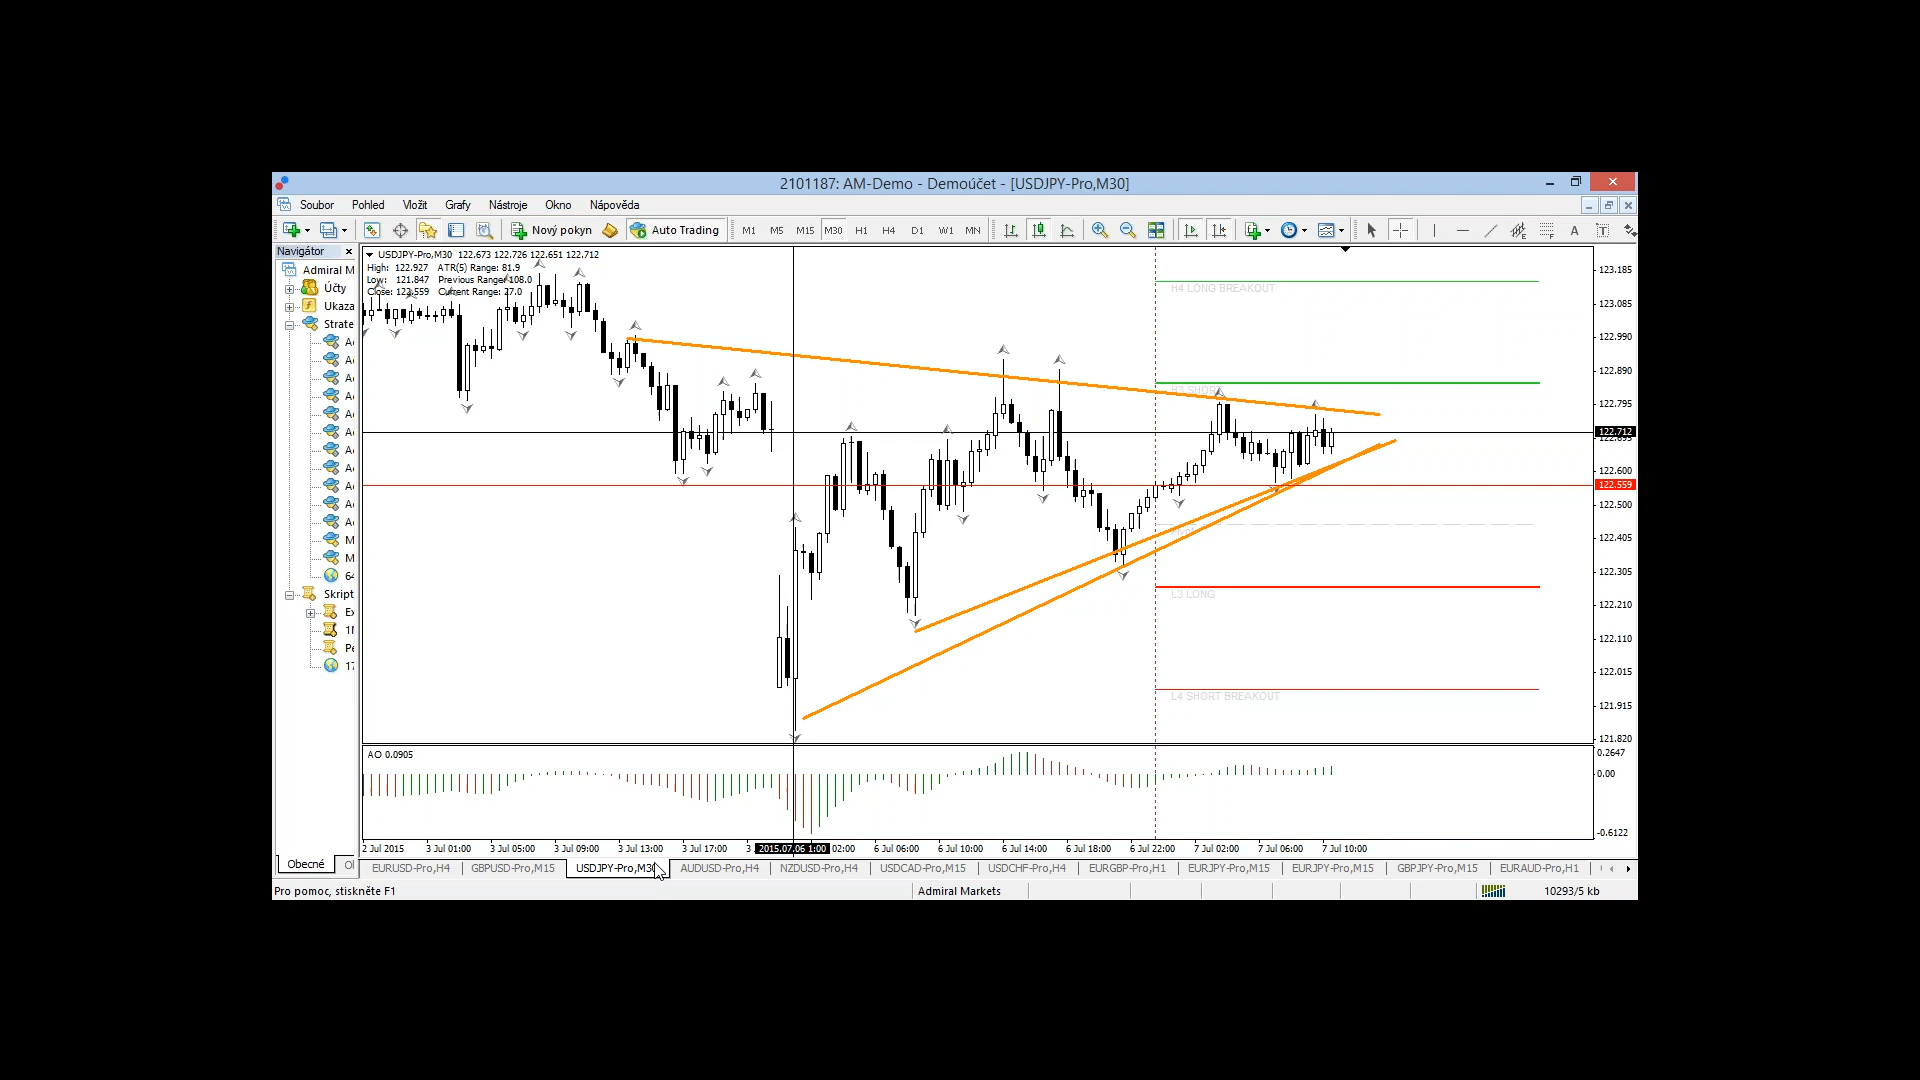 2101187: AM-Demo - Demoúčet - [USDJPY-Pro,M30]
Soubor Pohled Vložit Grafy Nástroje Okno Nápověda
Nový pokyn Auto Trading M1 M5 M15 M30 H1 H4 D1 W1 MN
Navigátor
Admiral M
Účty
Ukaza
Strate
Skript
Obecné
USDJPY-Pro,M30 122.673 122.726 122.651 122.712
High: 122.927 ATR(5) Range: 81.9
Low: 121.847 Previous Range: 108.0
Close: 122.559 Current Range: 27.0
H4 LONG BREAKOUT
H3 SHORT
L3 LONG
L4 SHORT BREAKOUT
123.185
123.085
122.990
122.890
122.795
122.712
122.600
122.559
122.500
122.405
122.305
122.210
122.110
122.015
121.915
121.820
AO 0.0905
0.2647
0.00
-0.6122
2 Jul 2015 3 Jul 01:00 3 Jul 05:00 3 Jul 09:00 3 Jul 13:00 3 Jul 17:00 3 2015.07.06 1:00 02:00 6 Jul 06:00 6 Jul 10:00 6 Jul 14:00 6 Jul 18:00 6 Jul 22:00 7 Jul 02:00 7 Jul 06:00 7 Jul 10:00
EURUSD-Pro,H4 GBPUSD-Pro,M15 USDJPY-Pro,M30 AUDUSD-Pro,H4 NZDUSD-Pro,H4 USDCAD-Pro,M15 USDCHF-Pro,H4 EURGBP-Pro,H1 EURJPY-Pro,M15 EURJPY-Pro,M15 GBPJPY-Pro,M15 EURAUD-Pro,H1
Pro pomoc, stiskněte F1 Admiral Markets 10293/5 kb